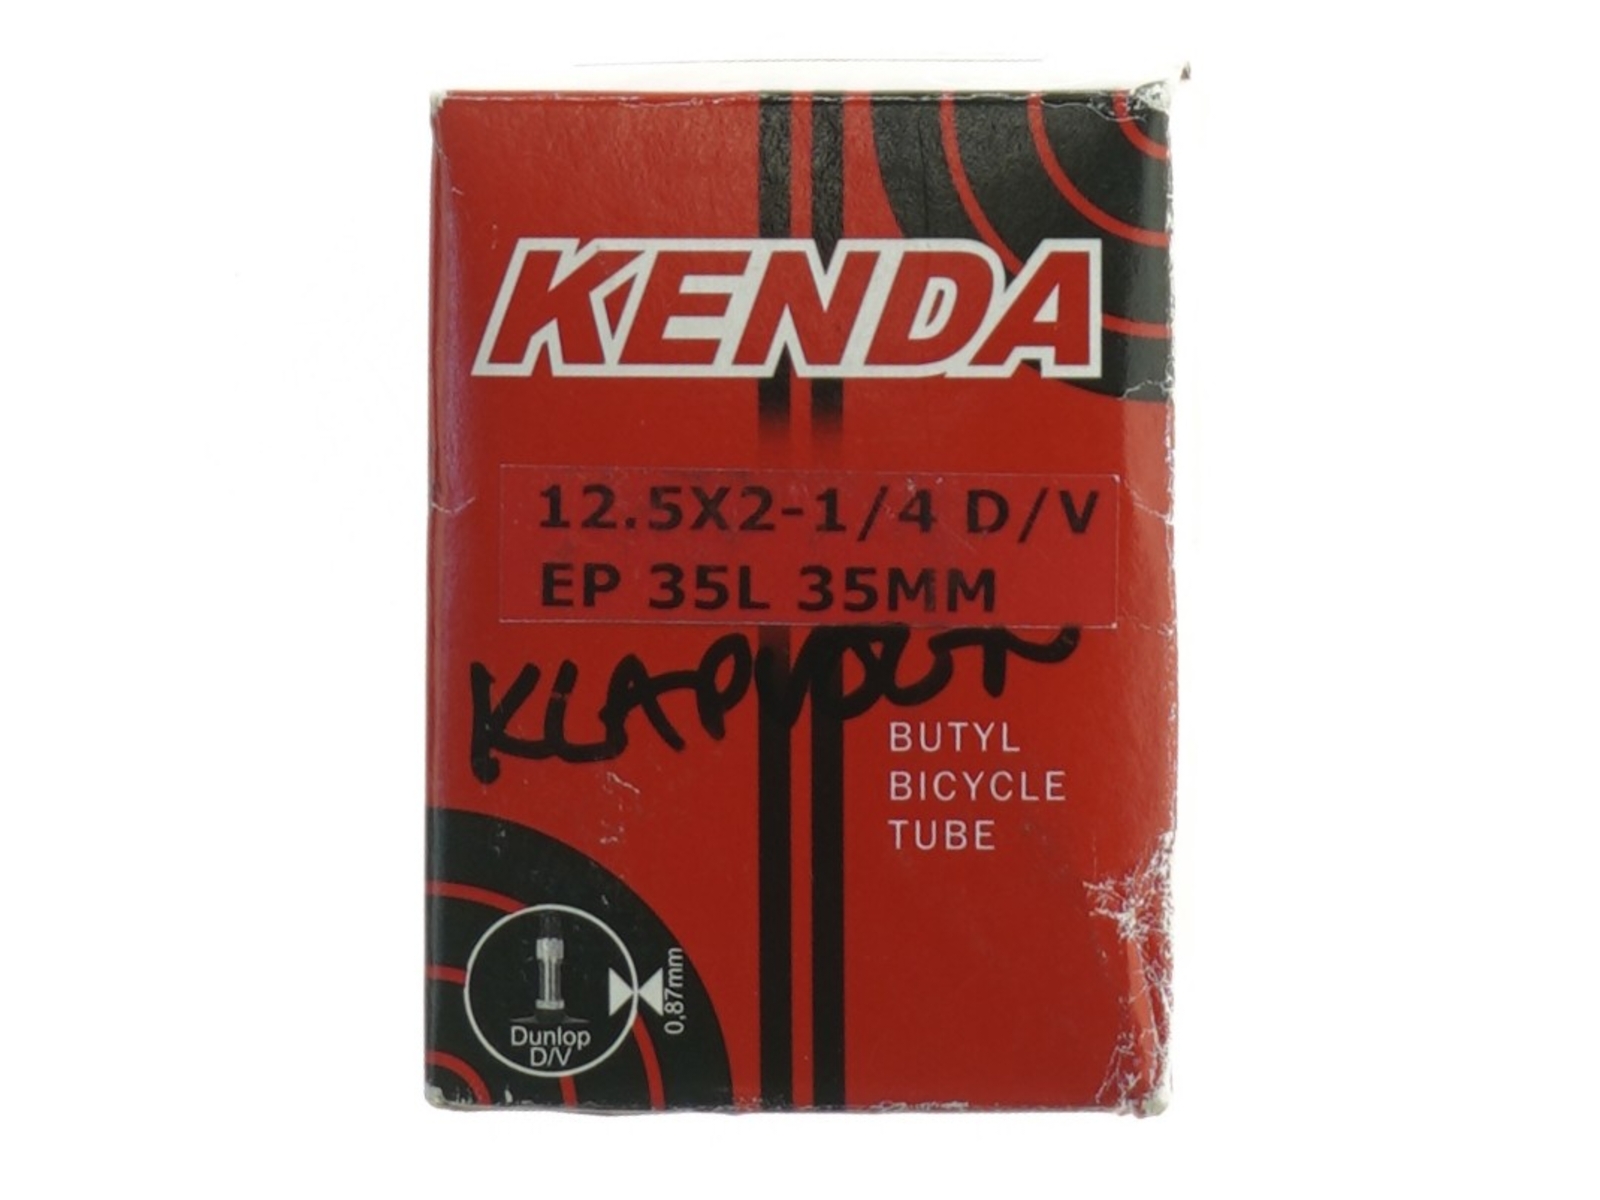 KENDA
12.5X2-1/4 D/V
EP 35L 35MM
BUTYL
BICYCLE
TUBE
0,87mm
Dunlop
D/V